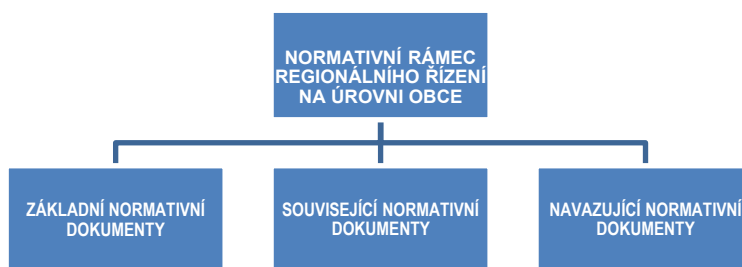 NORMATIVNÍ RÁMEC
REGIONÁLNÍHO ŘÍZENÍ
NA ÚROVNI OBCE
ZÁKLADNÍ NORMATIVNÍ
DOKUMENTY
SOUVISEJÍCÍ NORMATIVNÍ
DOKUMENTY
NAVAZUJÍCÍ NORMATIVNÍ
DOKUMENTY